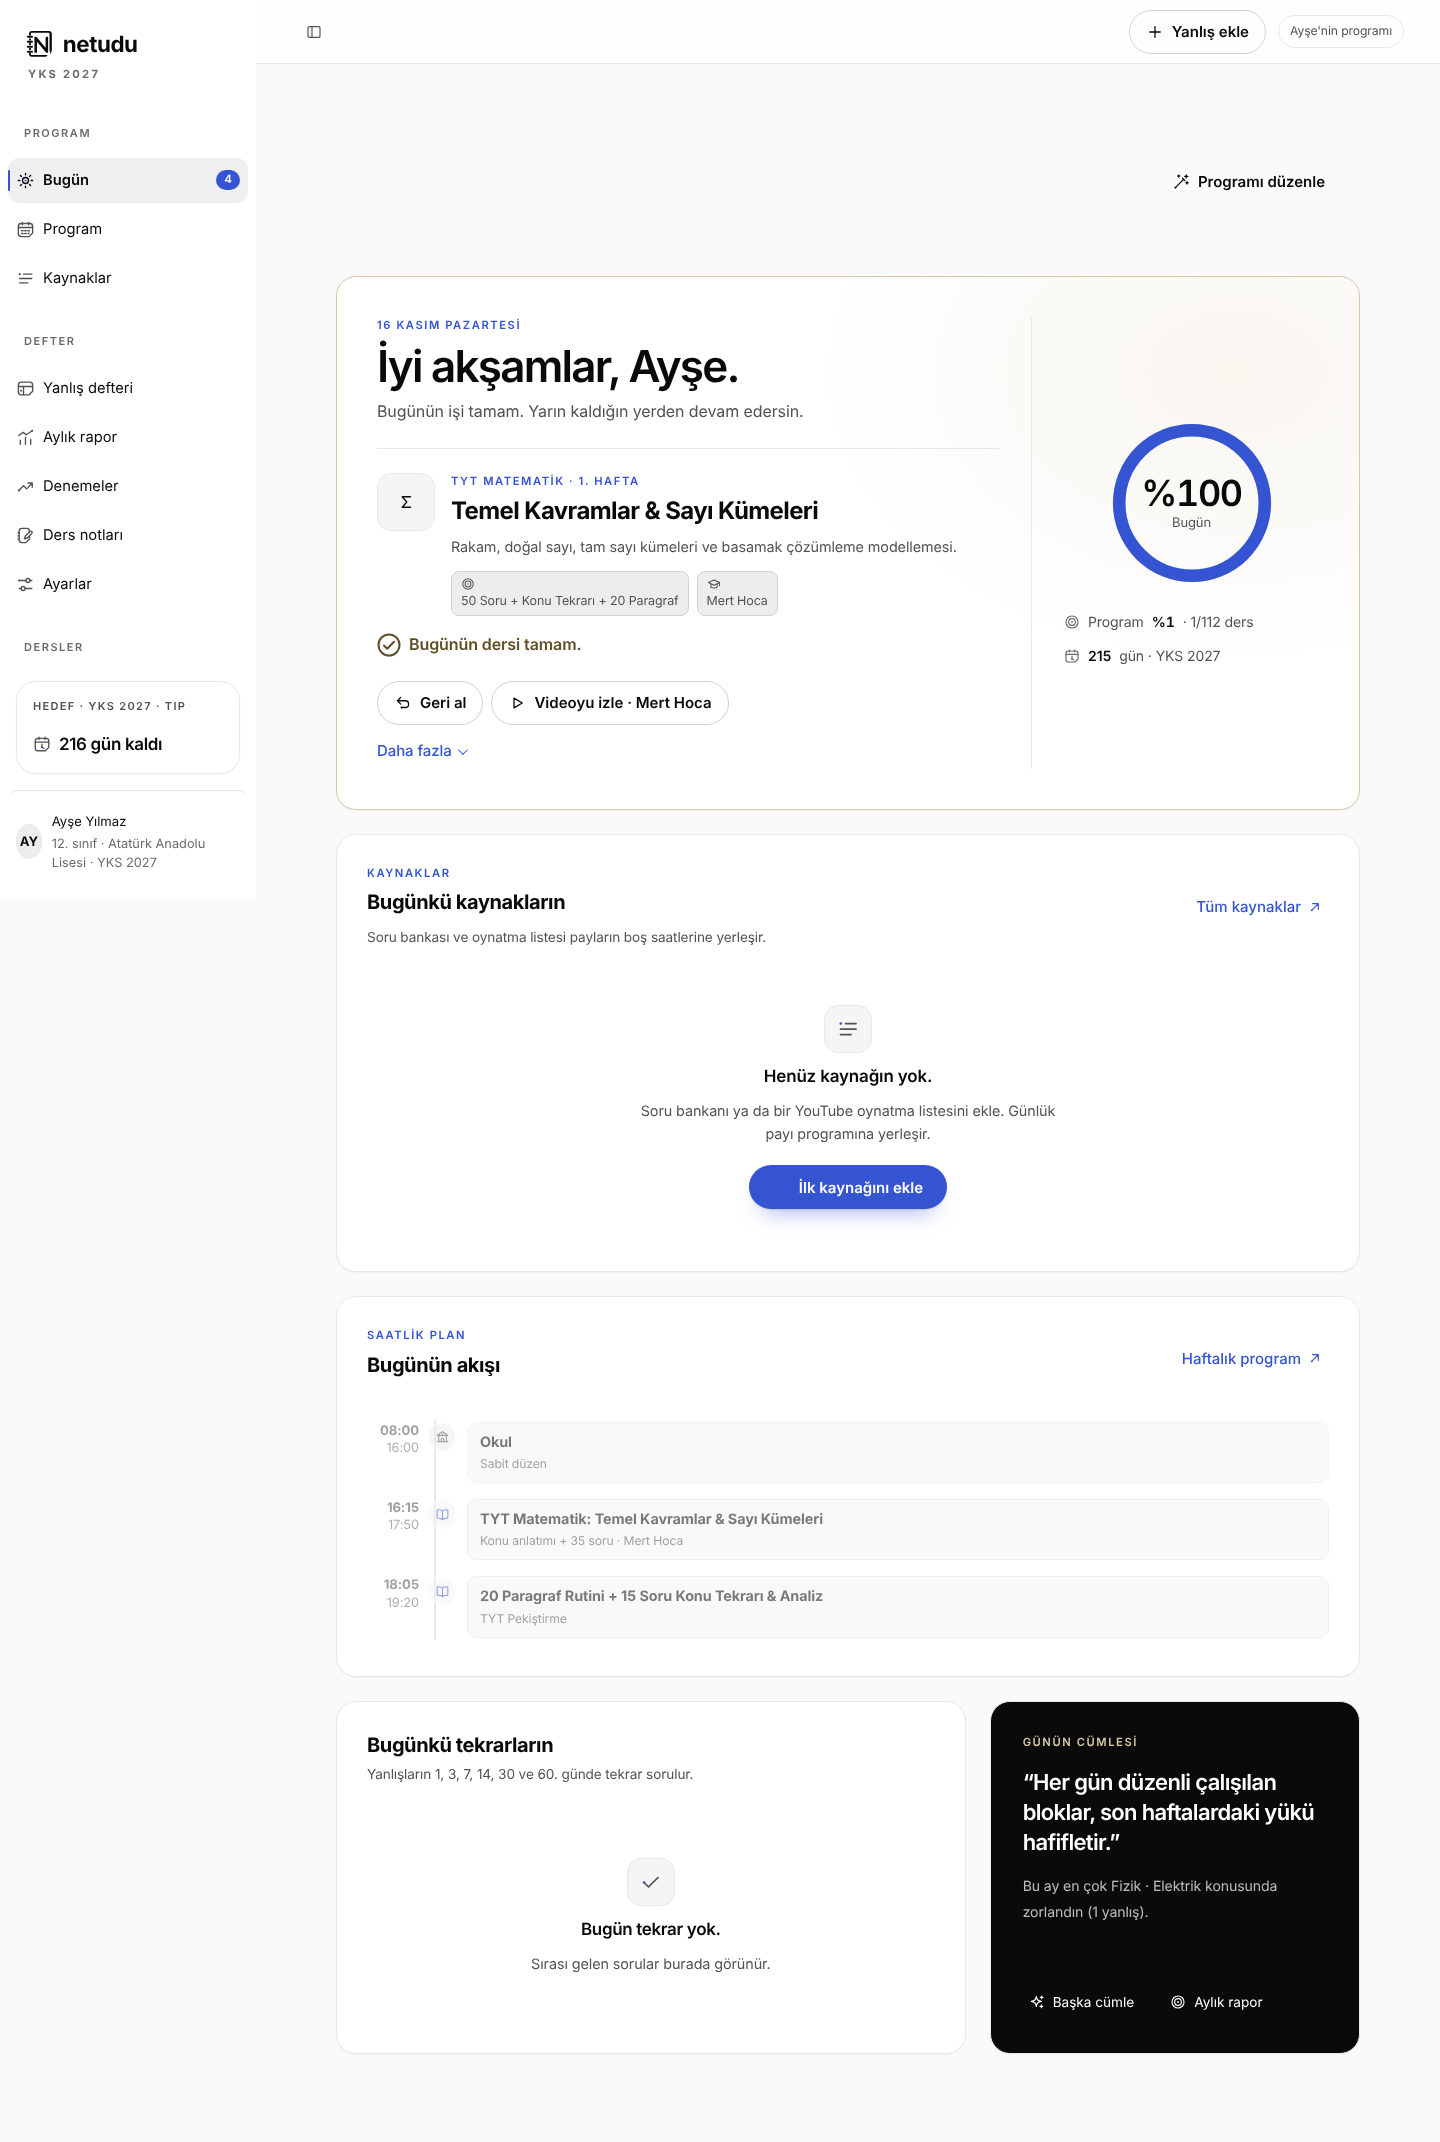 netudu
YKS 2027
PROGRAM
Bugün
4
Program
Kaynaklar
DEFTER
Yanlış defteri
Aylık rapor
Denemeler
Ders notları
Ayarlar
DERSLER
HEDEF · YKS 2027 · TIP
216 gün kaldı
AY
Ayşe Yılmaz
12. sınıf · Atatürk Anadolu
Lisesi · YKS 2027
Yanlış ekle
Ayşe'nin programı
Programı düzenle
16 KASIM PAZARTESİ
İyi akşamlar, Ayşe.
Bugünün işi tamam. Yarın kaldığın yerden devam edersin.
Σ
TYT MATEMATİK · 1. HAFTA
Temel Kavramlar & Sayı Kümeleri
Rakam, doğal sayı, tam sayı kümeleri ve basamak çözümleme modellemesi.
50 Soru + Konu Tekrarı + 20 Paragraf
Mert Hoca
Bugünün dersi tamam.
Geri al
Videoyu izle · Mert Hoca
Daha fazla
%100
Bugün
Program %1 · 1/112 ders
215 gün · YKS 2027
KAYNAKLAR
Bugünkü kaynakların
Soru bankası ve oynatma listesi payların boş saatlerine yerleşir.
Tüm kaynaklar
Henüz kaynağın yok.
Soru bankanı ya da bir YouTube oynatma listesini ekle. Günlük
payı programına yerleşir.
İlk kaynağını ekle
SAATLİK PLAN
Bugünün akışı
Haftalık program
08:00
16:00
Okul
Sabit düzen
16:15
17:50
TYT Matematik: Temel Kavramlar & Sayı Kümeleri
Konu anlatımı + 35 soru · Mert Hoca
18:05
19:20
20 Paragraf Rutini + 15 Soru Konu Tekrarı & Analiz
TYT Pekiştirme
Bugünkü tekrarların
Yanlışların 1, 3, 7, 14, 30 ve 60. günde tekrar sorulur.
Bugün tekrar yok.
Sırası gelen sorular burada görünür.
GÜNÜN CÜMLESİ
“Her gün düzenli çalışılan
bloklar, son haftalardaki yükü
hafifletir.”
Bu ay en çok Fizik · Elektrik konusunda
zorlandın (1 yanlış).
Başka cümle
Aylık rapor